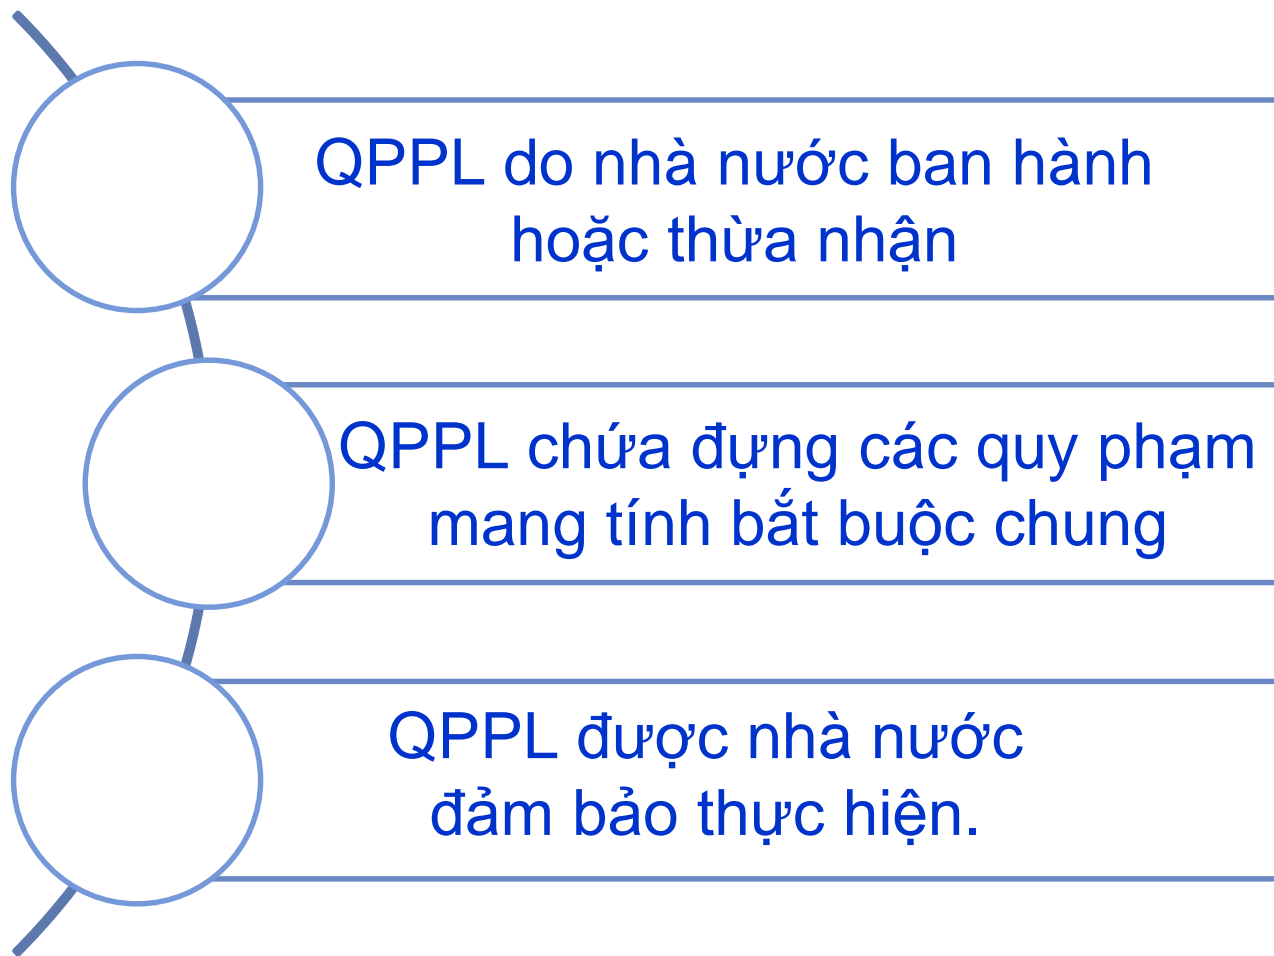 QPPL do nhà nước ban hành
hoặc thừa nhận
QPPL chứa đựng các quy phạm
mang tính bắt buộc chung
QPPL được nhà nước
đảm bảo thực hiện.